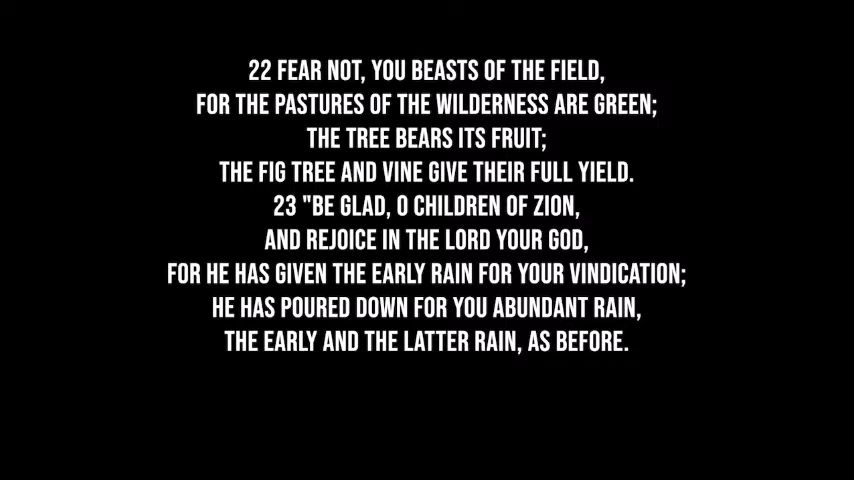 22 FEAR NOT, YOU BEASTS OF THE FIELD,
FOR THE PASTURES OF THE WILDERNESS ARE GREEN;
THE TREE BEARS ITS FRUIT;
THE FIG TREE AND VINE GIVE THEIR FULL YIELD.
23 "BE GLAD, O CHILDREN OF ZION,
AND REJOICE IN THE LORD YOUR GOD,
FOR HE HAS GIVEN THE EARLY RAIN FOR YOUR VINDICATION;
HE HAS POURED DOWN FOR YOU ABUNDANT RAIN,
THE EARLY AND THE LATTER RAIN, AS BEFORE.